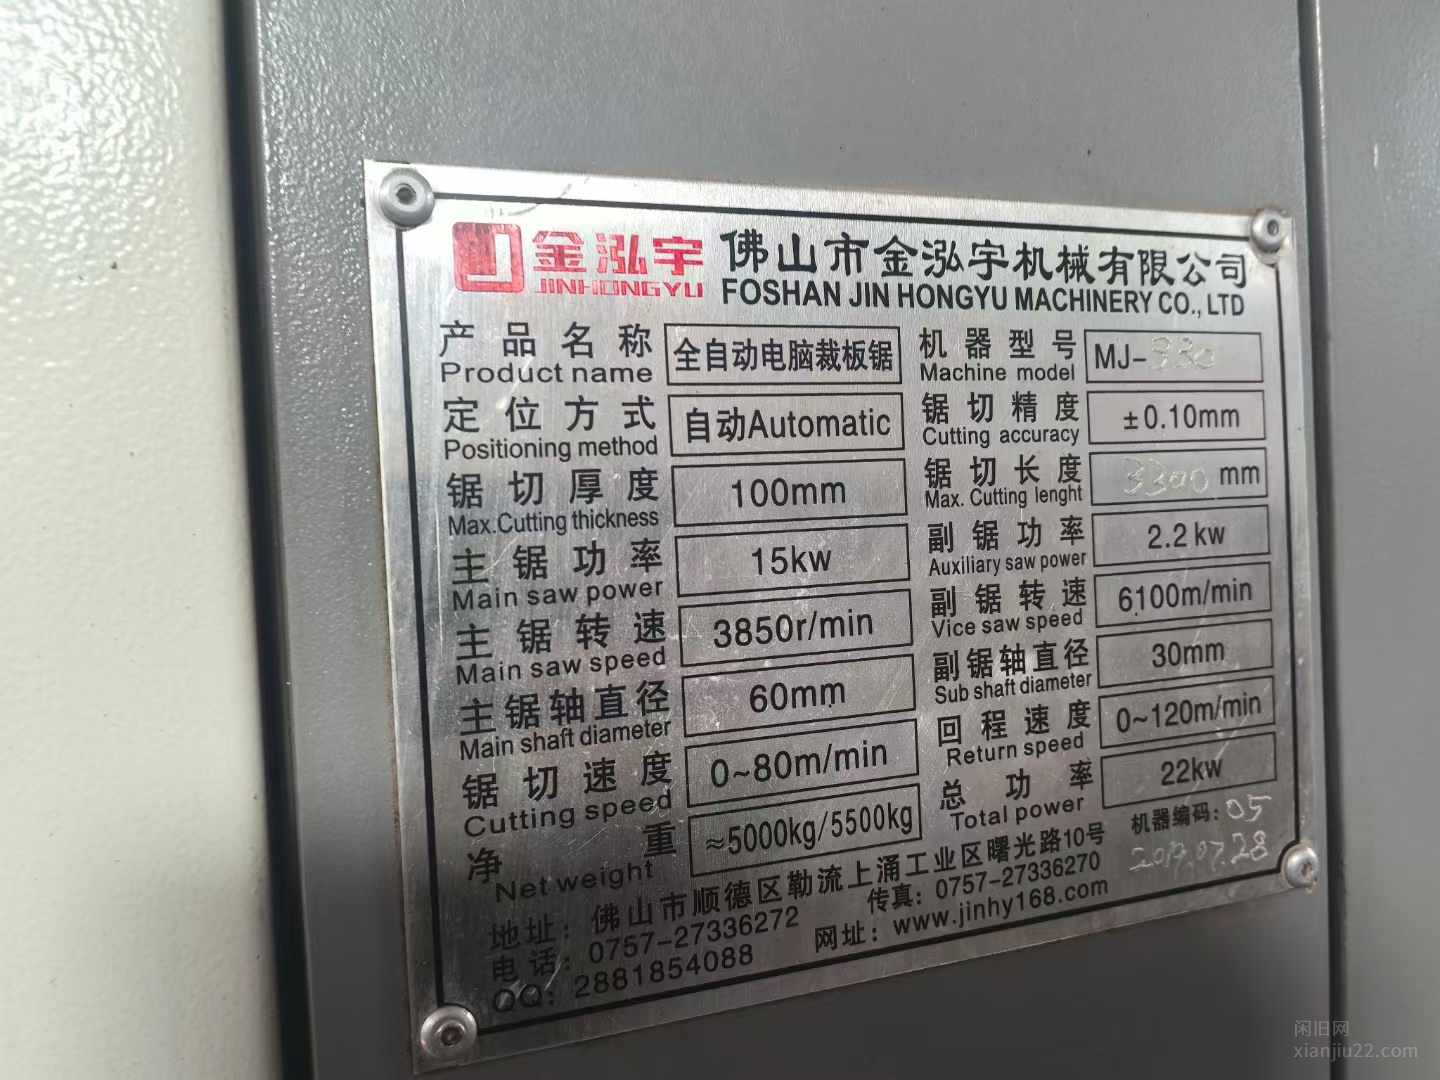 金泓宇 佛山市金泓宇机械有限公司
JINHONGYU FOSHAN JIN HONGYU MACHINERY CO., LTD
产品名称 全自动电脑裁板锯 机器型号 MJ-330
Product name Machine model
定位方式 自动Automatic 锯切精度 ±0.10mm
Positioning method Cutting accuracy
锯切厚度 100mm 锯切长度 3300 mm
Max.Cutting thickness Max. Cutting lenght
主锯功率 15kw 副锯功率 2.2kw
Main saw power Auxiliary saw power
主锯转速 3850r/min 副锯转速 6100m/min
Main saw speed Vice saw speed
主锯轴直径 60mm 副锯轴直径 30mm
Main shaft diameter Sub shaft diameter
锯切速度 0~80m/min 回程速度 0~120m/min
Cutting speed Return speed
净重 ≈5000kg/5500kg 总功率 22kw
Net weight Total power
机器编码: 05
地址: 佛山市顺德区勒流上涌工业区曙光路10号 07.28
电话: 0757-27336272 传真: 0757-27336270
QQ: 2881854088 网址: www.jinhy168.com
闲旧网
xianjiu22.com